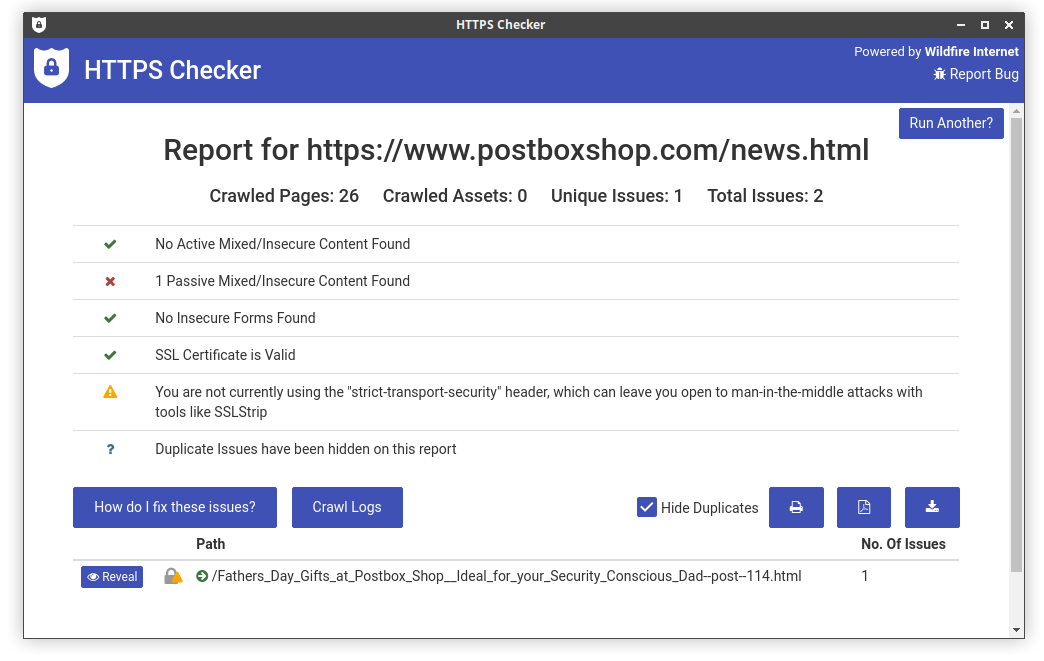 HTTPS Checker
HTTPS Checker
Powered by Wildfire Internet
Report Bug
Run Another?
Report for https://www.postboxshop.com/news.html
Crawled Pages: 26 Crawled Assets: 0 Unique Issues: 1 Total Issues: 2
No Active Mixed/Insecure Content Found
1 Passive Mixed/Insecure Content Found
No Insecure Forms Found
SSL Certificate is Valid
You are not currently using the "strict-transport-security" header, which can leave you open to man-in-the-middle attacks with
tools like SSLStrip
? Duplicate Issues have been hidden on this report
How do I fix these issues? Crawl Logs Hide Duplicates
Path No. Of Issues
Reveal /Fathers_Day_Gifts_at_Postbox_Shop__Ideal_for_your_Security_Conscious_Dad--post--114.html 1